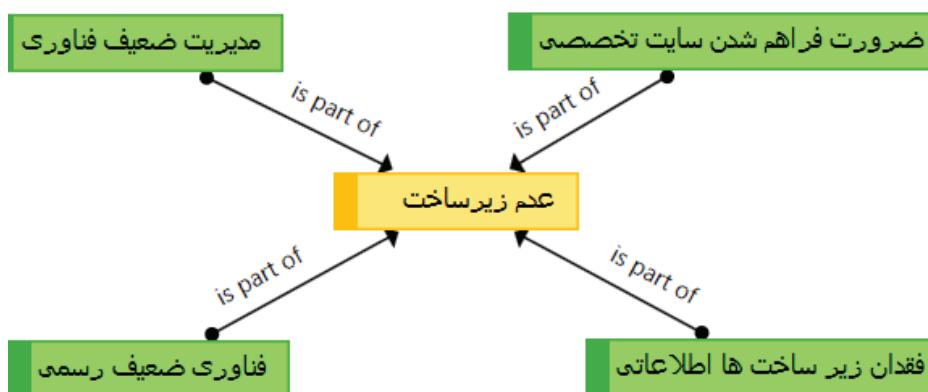 ضرورت فراهم شدن سایت تخصصی
مدیریت ضعیف فناوری
is part of
is part of
عدم زیرساخت
is part of
is part of
فقدان زیر ساخت ها اطلاعاتی
فناوری ضعیف رسمی